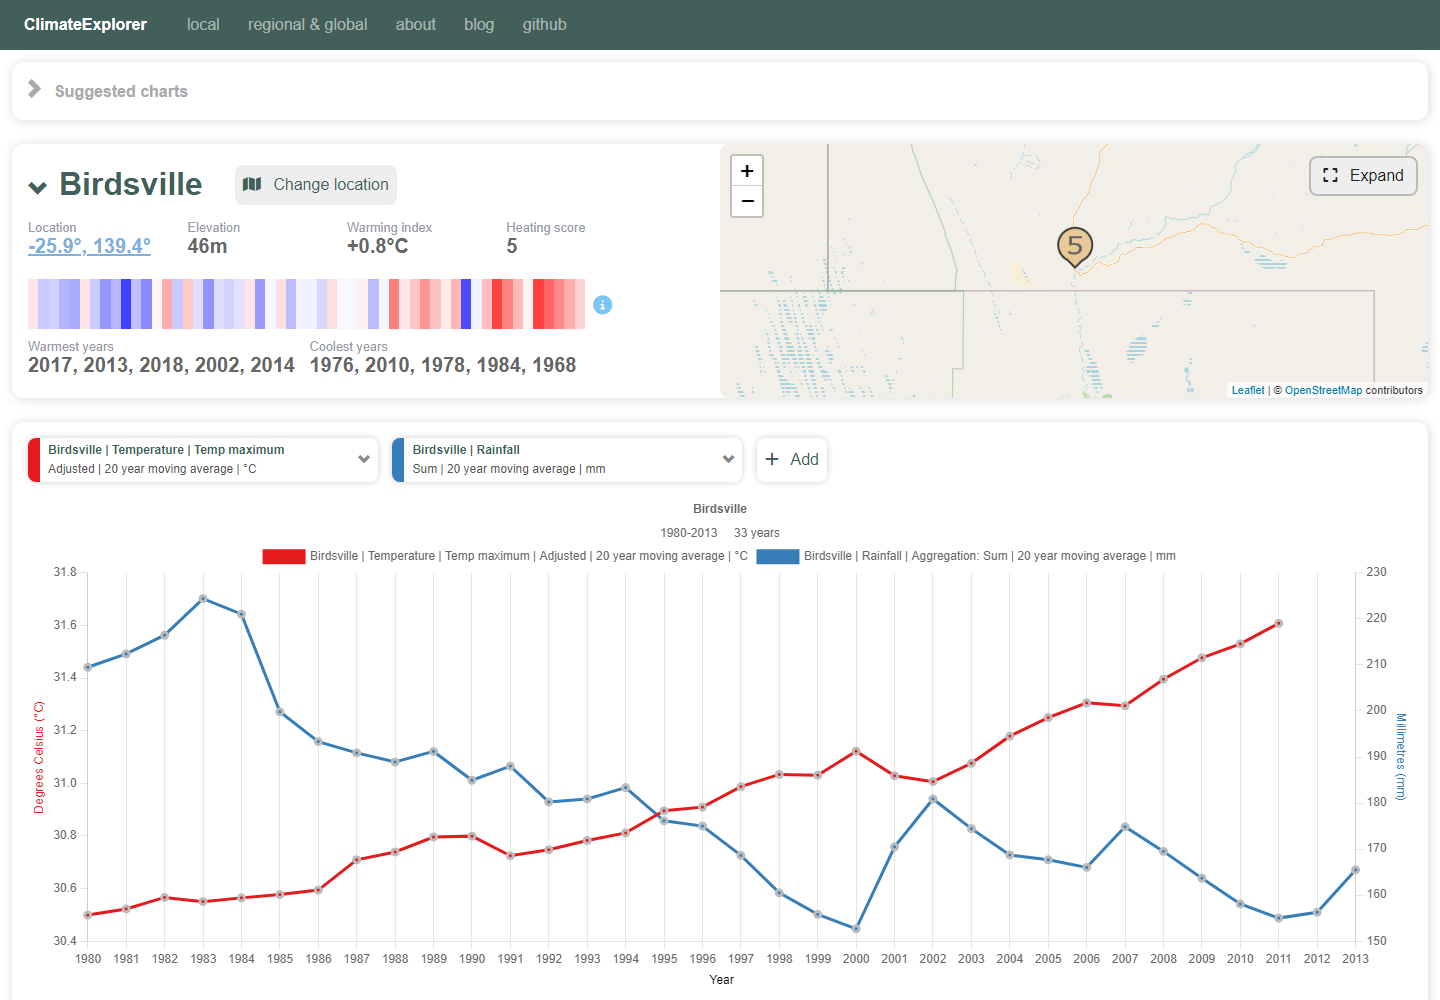 ClimateExplorer local regional & global about blog github
Suggested charts
Birdsville Change location
Location Elevation Warming index Heating score
-25.9°, 139.4° 46m +0.8°C 5
Warmest years Coolest years
2017, 2013, 2018, 2002, 2014 1976, 2010, 1978, 1984, 1968
+
−
Expand
5
Leaflet | © OpenStreetMap contributors
Birdsville | Temperature | Temp maximum
Adjusted | 20 year moving average | °C
Birdsville | Rainfall
Sum | 20 year moving average | mm
+ Add
Birdsville
1980-2013 33 years
Birdsville | Temperature | Temp maximum | Adjusted | 20 year moving average | °C Birdsville | Rainfall | Aggregation: Sum | 20 year moving average | mm
31.8 230
31.6 220
31.4 210
31.2 200
31.0 190
30.8 180
170
30.6 160
30.4 150
Degrees Celsius (°C)
Millimetres (mm)
1980 1981 1982 1983 1984 1985 1986 1987 1988 1989 1990 1991 1992 1993 1994 1995 1996 1997 1998 1999 2000 2001 2002 2003 2004 2005 2006 2007 2008 2009 2010 2011 2012 2013
Year